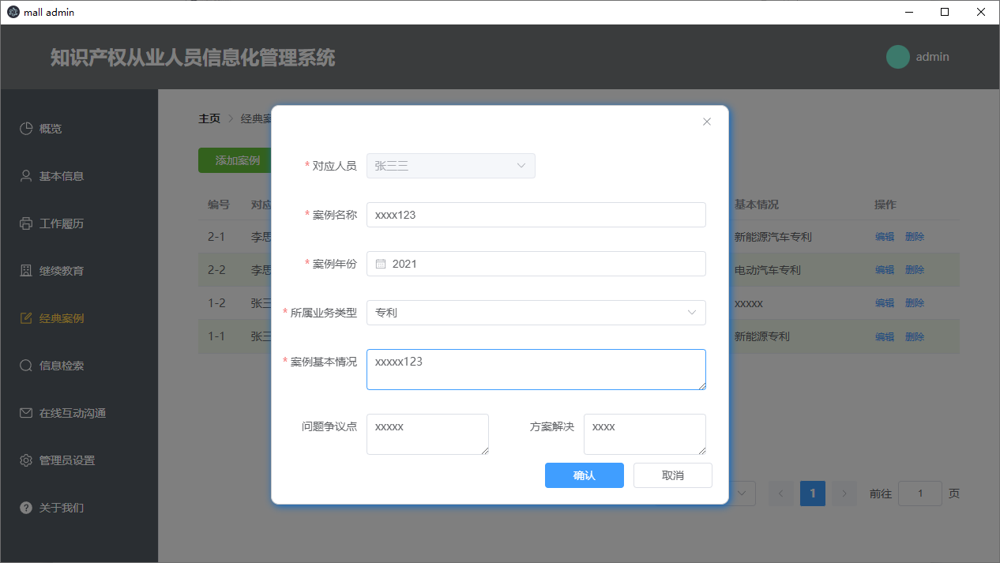 mall admin
知识产权从业人员信息化管理系统
admin
概览
基本信息
工作履历
继续教育
经典案例
信息检索
在线互动沟通
管理员设置
关于我们
主页 > 经典案
添加案例
编号 对应 基本情况 操作
2-1 李思 新能源汽车专利 编辑 删除
2-2 李思 电动汽车专利 编辑 删除
1-2 张三 xxxxx 编辑 删除
1-1 张三 新能源专利 编辑 删除
* 对应人员 张三三
* 案例名称 xxxx123
* 案例年份 2021
* 所属业务类型 专利
* 案例基本情况 xxxxx123
问题争议点 xxxxx 方案解决 xxxx
确认 取消
1 前往 1 页